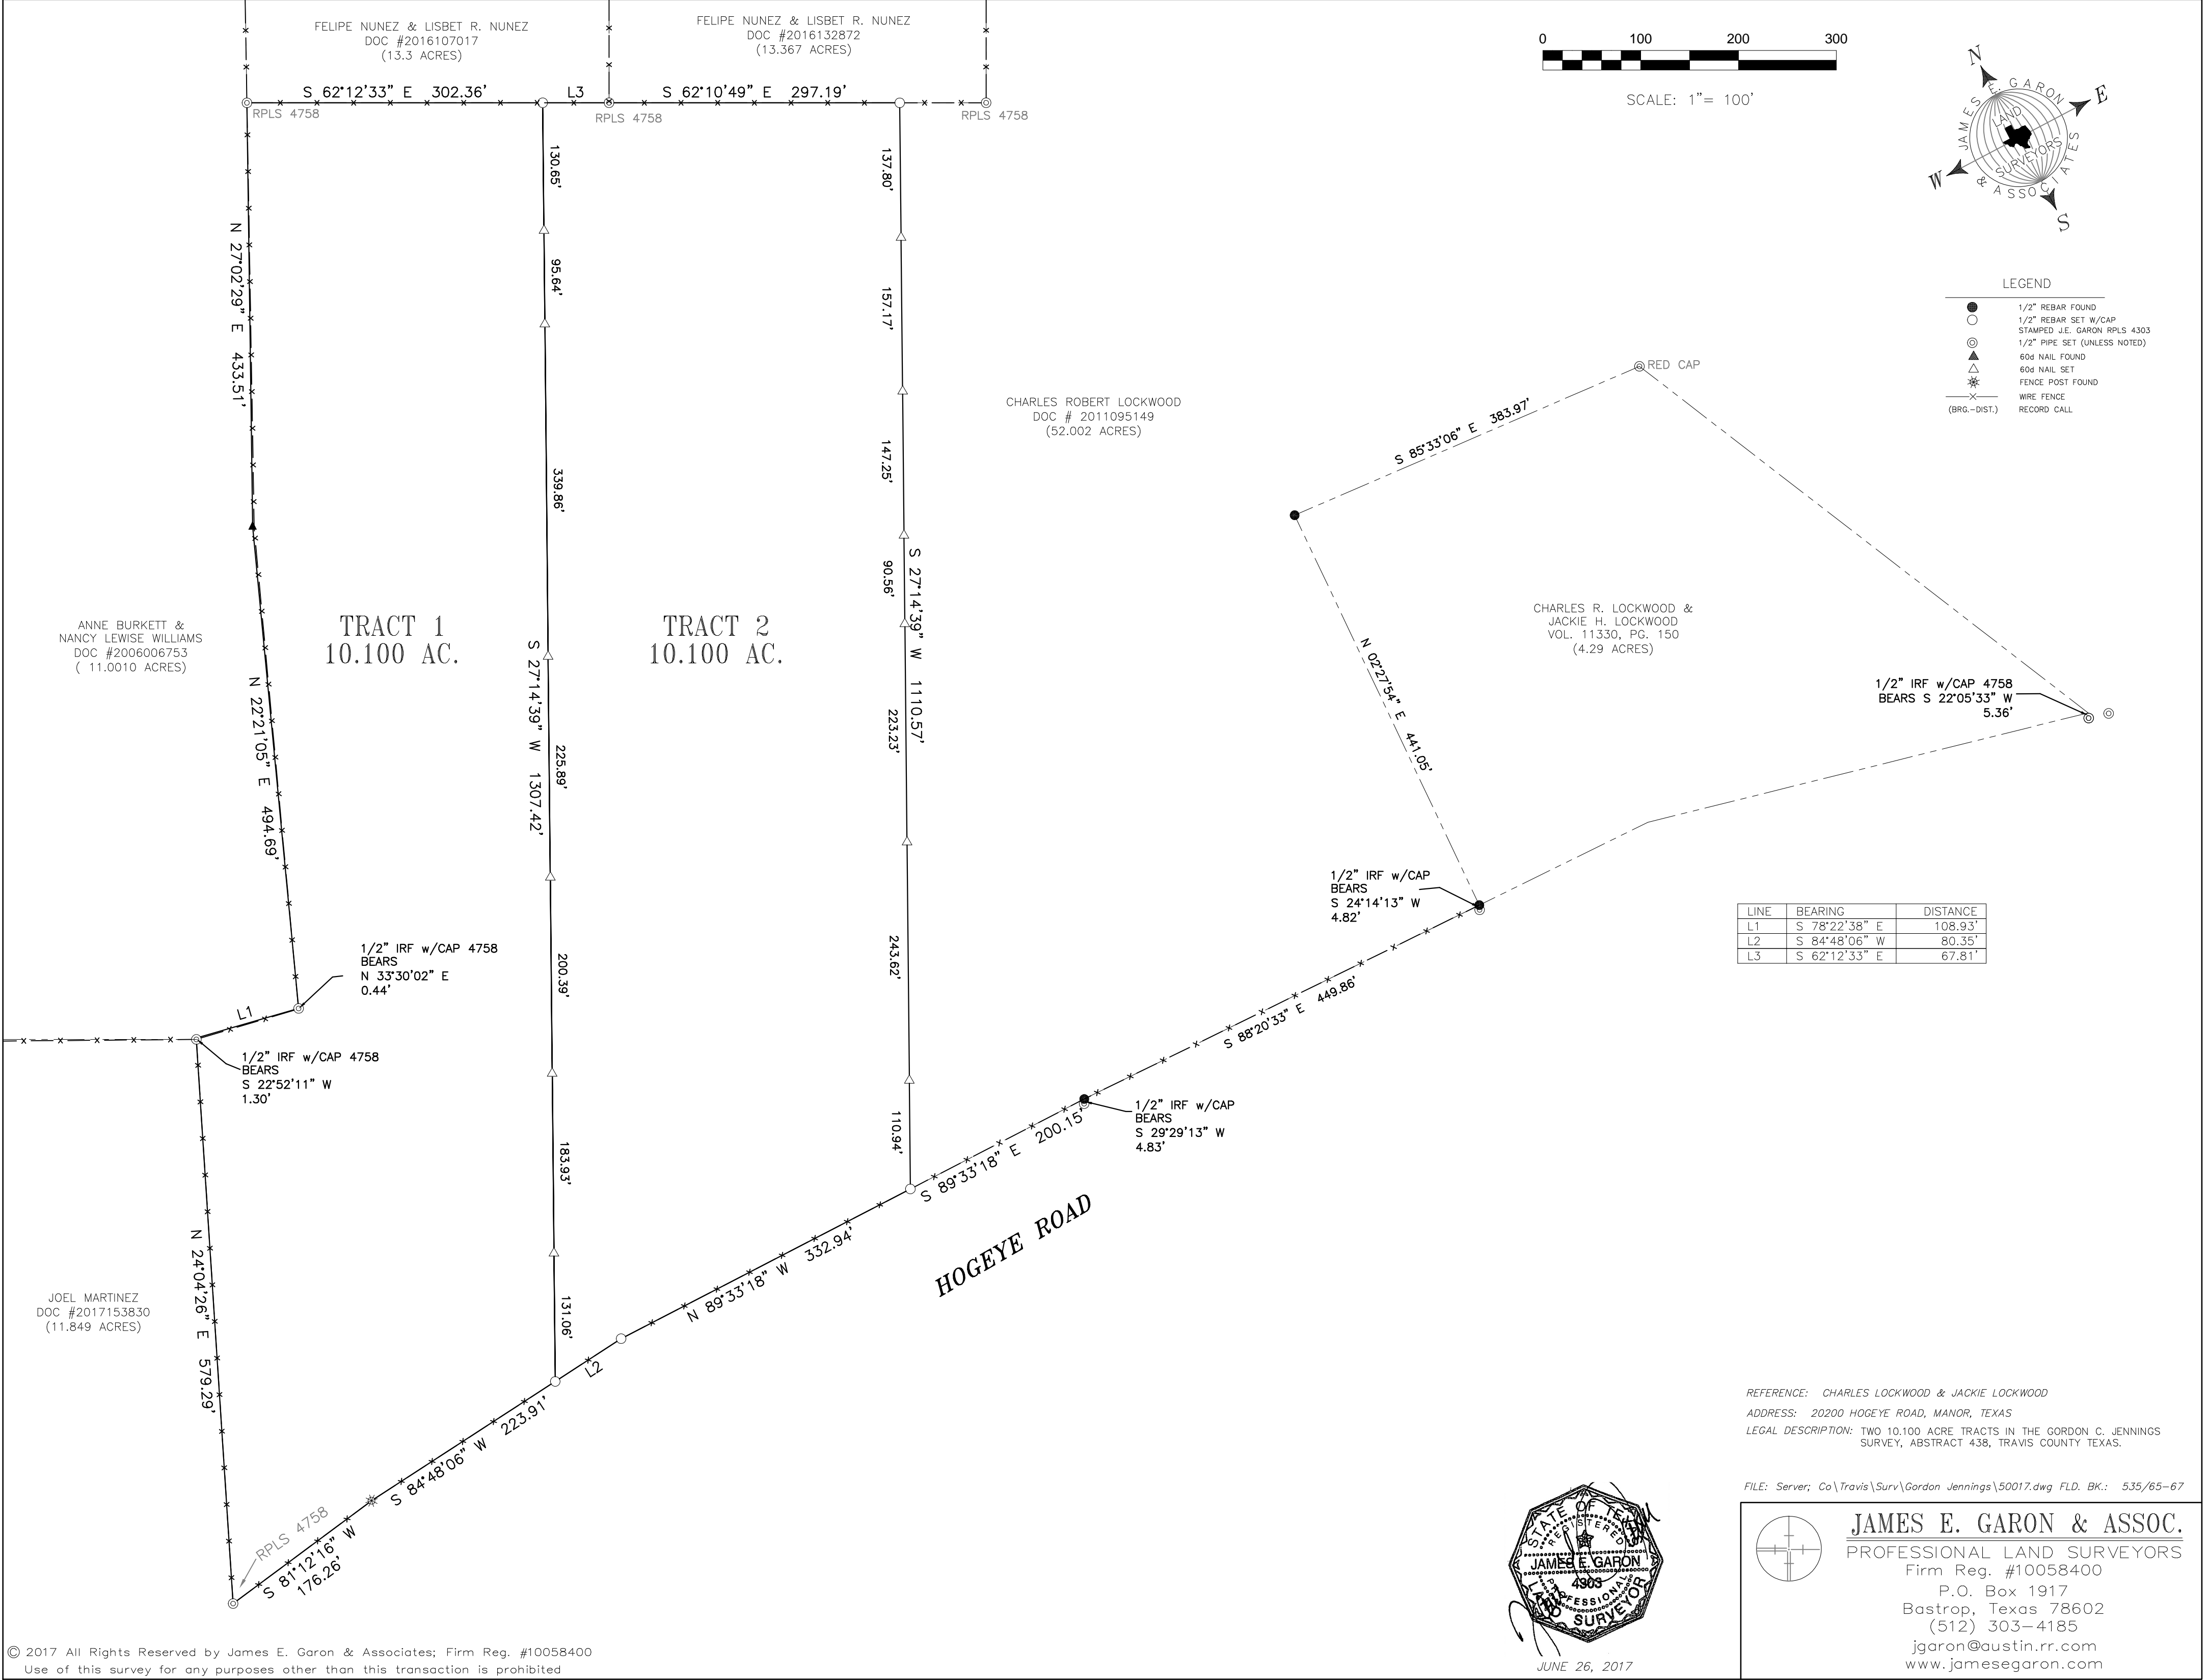 FELIPE NUNEZ & LISBET R. NUNEZ
DOC #2016107017
(13.3 ACRES)
FELIPE NUNEZ & LISBET R. NUNEZ
DOC #2016132872
(13.367 ACRES)
0 100 200 300
SCALE: 1"= 100'
N
E
W
S
JAMES E. GARON
& ASSOCIATES
LAND
SURVEYORS
S 62°12'33" E 302.36'
L3
S 62°10'49" E 297.19'
RPLS 4758
RPLS 4758
RPLS 4758
130.65'
95.64'
339.86'
225.89'
200.39'
183.93'
131.06'
137.80'
157.17'
147.25'
90.56'
223.23'
243.62'
110.94'
N 27°02'29" E 433.51'
N 22°21'05" E 494.69'
S 27°14'39" W 1307.42'
S 27°14'39" W 1110.57'
LEGEND
1/2" REBAR FOUND
1/2" REBAR SET W/CAP
STAMPED J.E. GARON RPLS 4303
1/2" PIPE SET (UNLESS NOTED)
60d NAIL FOUND
60d NAIL SET
FENCE POST FOUND
WIRE FENCE
(BRG.-DIST.) RECORD CALL
CHARLES ROBERT LOCKWOOD
DOC # 2011095149
(52.002 ACRES)
RED CAP
S 85°33'06" E 383.97'
N 02°27'54" E 441.05'
CHARLES R. LOCKWOOD &
JACKIE H. LOCKWOOD
VOL. 11330, PG. 150
(4.29 ACRES)
1/2" IRF w/CAP 4758
BEARS S 22°05'33" W
5.36'
ANNE BURKETT &
NANCY LEWISE WILLIAMS
DOC #2006006753
( 11.0010 ACRES)
TRACT 1
10.100 AC.
TRACT 2
10.100 AC.
1/2" IRF w/CAP
BEARS
S 24°14'13" W
4.82'
1/2" IRF w/CAP 4758
BEARS
N 33°30'02" E
0.44'
L1
1/2" IRF w/CAP 4758
BEARS
S 22°52'11" W
1.30'
LINE BEARING DISTANCE
L1 S 78°22'38" E 108.93'
L2 S 84°48'06" W 80.35'
L3 S 62°12'33" E 67.81'
S 88°20'33" E 449.86'
1/2" IRF w/CAP
BEARS
S 29°29'13" W
4.83'
S 89°33'18" E 200.15'
HOGEYE ROAD
N 89°33'18" W 332.94'
L2
S 84°48'06" W 223.91'
N 24°04'26" E 579.29'
JOEL MARTINEZ
DOC #2017153830
(11.849 ACRES)
RPLS 4758
S 81°12'16" W
176.26'
REFERENCE: CHARLES LOCKWOOD & JACKIE LOCKWOOD
ADDRESS: 20200 HOGEYE ROAD, MANOR, TEXAS
LEGAL DESCRIPTION: TWO 10.100 ACRE TRACTS IN THE GORDON C. JENNINGS
SURVEY, ABSTRACT 438, TRAVIS COUNTY TEXAS.
FILE: Server; Co\Travis\Surv\Gordon Jennings\50017.dwg FLD. BK.: 535/65-67
STATE OF TEXAS
REGISTERED
JAMES E. GARON
4303
PROFESSIONAL
LAND SURVEYOR
JUNE 26, 2017
JAMES E. GARON & ASSOC.
PROFESSIONAL LAND SURVEYORS
Firm Reg. #10058400
P.O. Box 1917
Bastrop, Texas 78602
(512) 303-4185
jgaron@austin.rr.com
www.jamesegaron.com
© 2017 All Rights Reserved by James E. Garon & Associates; Firm Reg. #10058400
Use of this survey for any purposes other than this transaction is prohibited